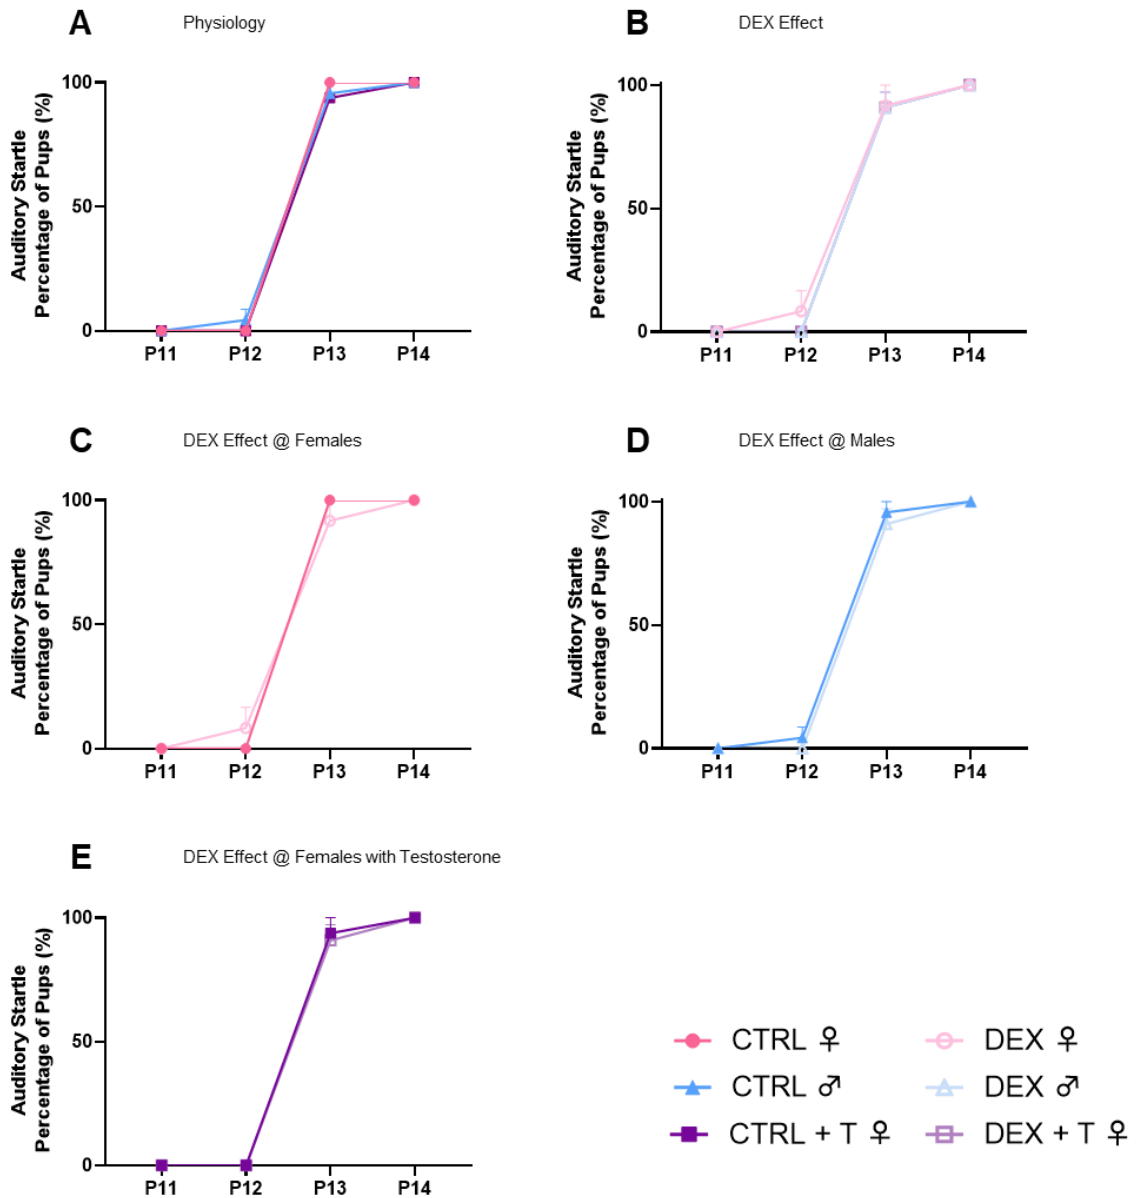 A
Physiology
Auditory Startle
Percentage of Pups (%)
100
50
0
P11 P12 P13 P14
B
DEX Effect
Auditory Startle
Percentage of Pups (%)
100
50
0
P11 P12 P13 P14
C
DEX Effect @ Females
Auditory Startle
Percentage of Pups (%)
100
50
0
P11 P12 P13 P14
D
DEX Effect @ Males
Auditory Startle
Percentage of Pups (%)
100
50
0
P11 P12 P13 P14
E
DEX Effect @ Females with Testosterone
Auditory Startle
Percentage of Pups (%)
100
50
0
P11 P12 P13 P14
CTRL ♀
CTRL ♂
CTRL + T ♀
DEX ♀
DEX ♂
DEX + T ♀